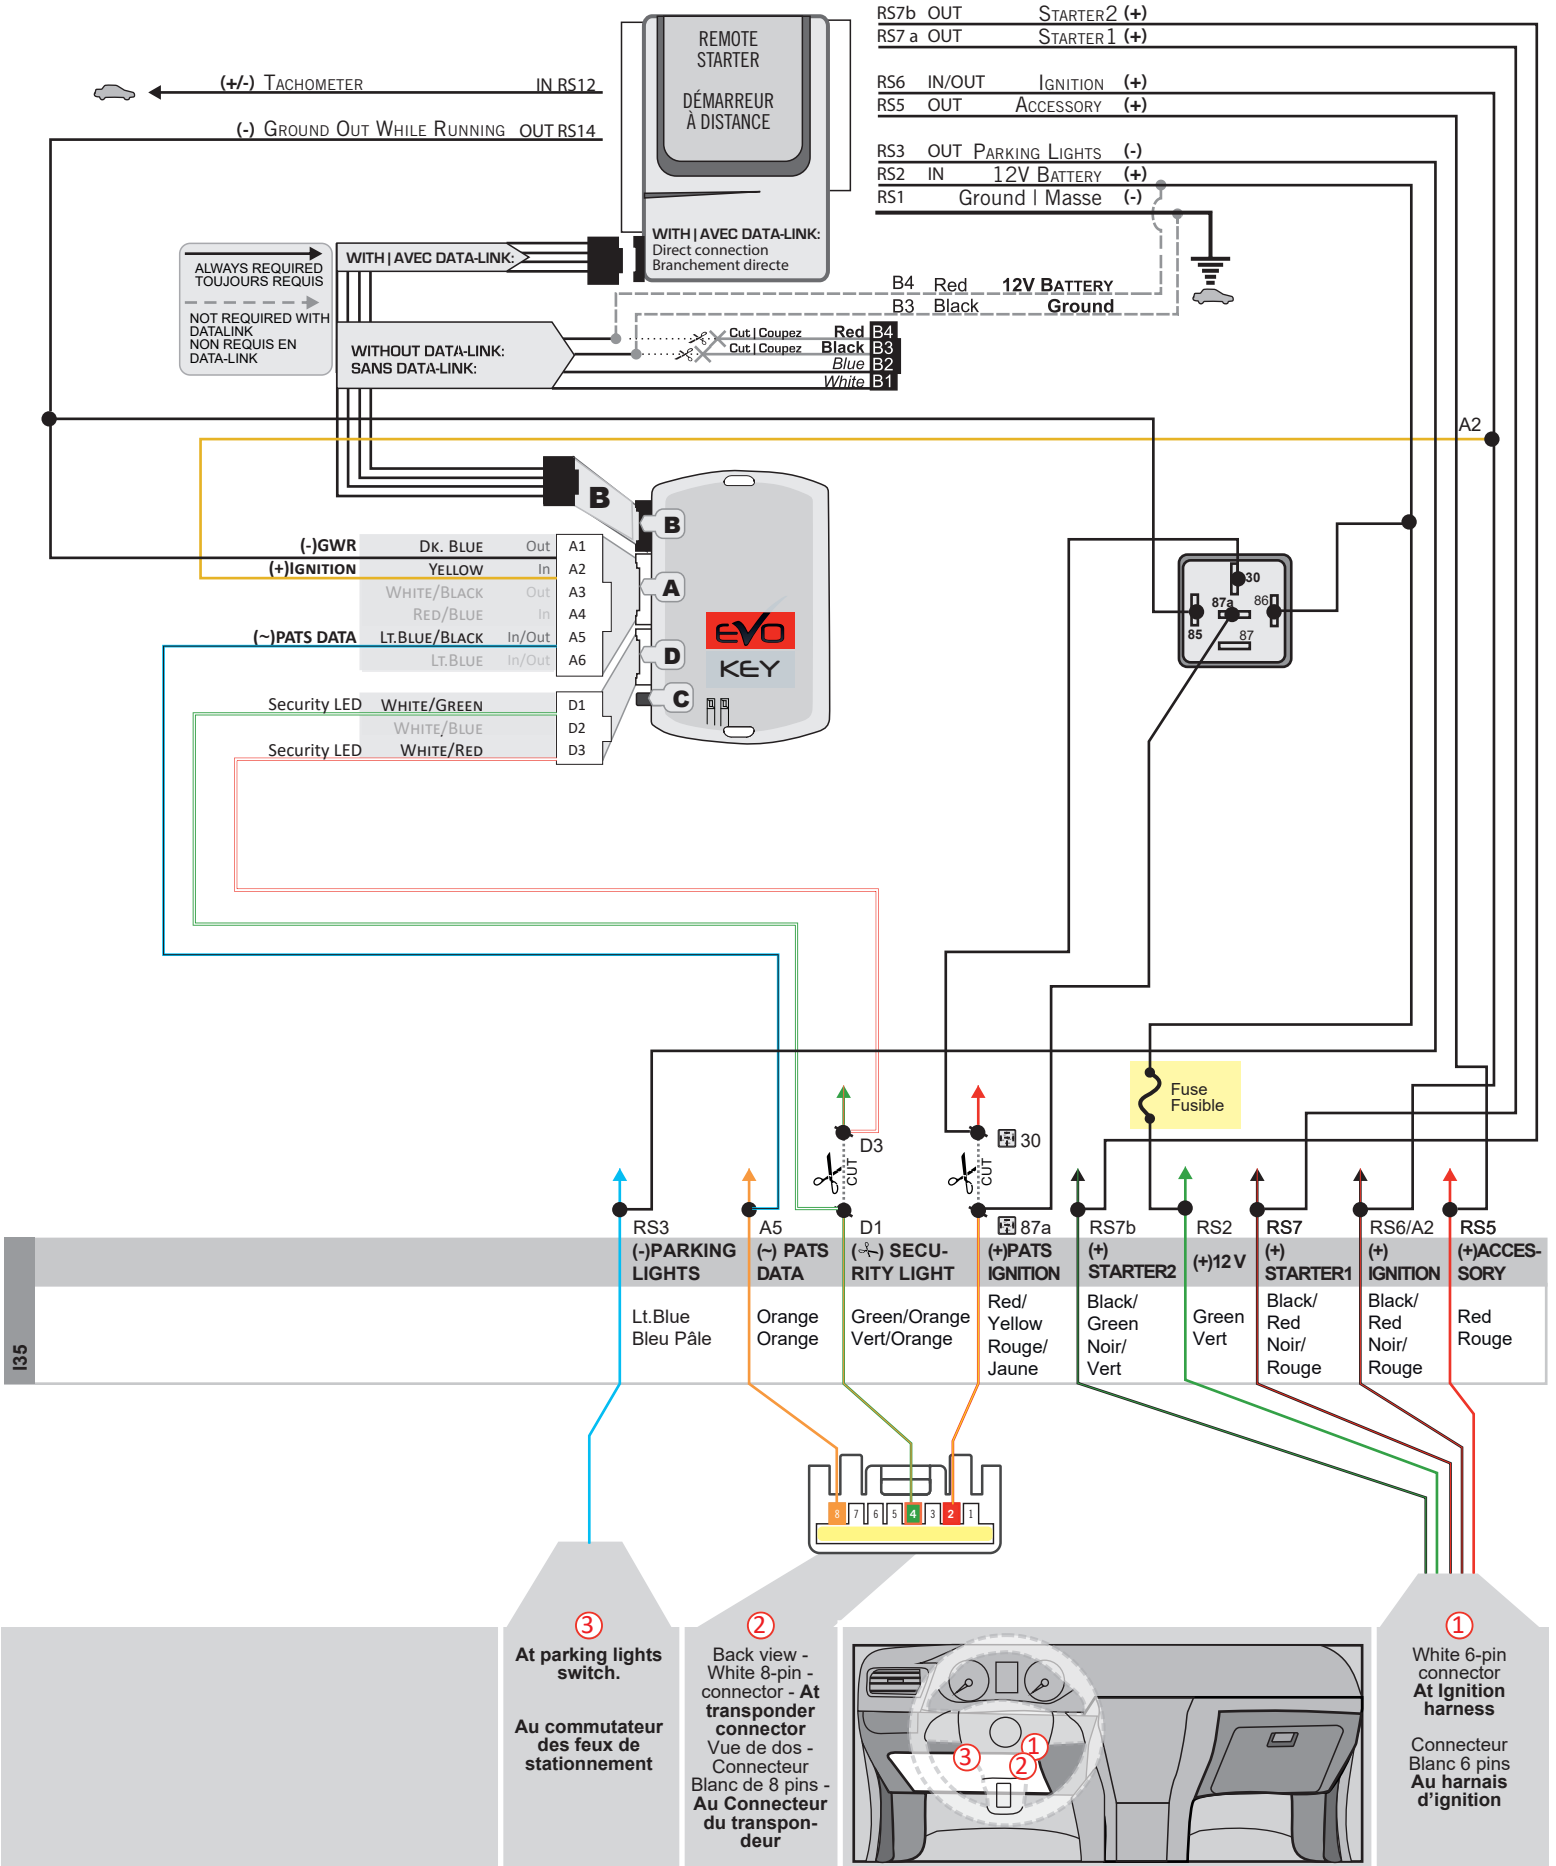 RS7b OUT STARTER2 (+)
RS7 a OUT STARTER1 (+)
REMOTE
STARTER
DÉMARREUR
À DISTANCE
(+/-) TACHOMETER IN RS12
RS6 IN/OUT IGNITION (+)
RS5 OUT ACCESSORY (+)
(-) GROUND OUT WHILE RUNNING OUT RS14
RS3 OUT PARKING LIGHTS (-)
RS2 IN 12V BATTERY (+)
RS1 Ground | Masse (-)
WITH | AVEC DATA-LINK:
Direct connection
Branchement directe
ALWAYS REQUIRED
TOUJOURS REQUIS
NOT REQUIRED WITH
DATALINK
NON REQUIS EN
DATA-LINK
WITH | AVEC DATA-LINK:
B4 Red 12V BATTERY
B3 Black Ground
WITHOUT DATA-LINK:
SANS DATA-LINK:
Cut | Coupez Red B4
Cut | Coupez Black B3
Blue B2
White B1
A2
B
B
A
D
C
EVO
KEY
(-)GWR DK. BLUE Out A1
(+)IGNITION YELLOW In A2
WHITE/BLACK Out A3
RED/BLUE In A4
(~)PATS DATA LT.BLUE/BLACK In/Out A5
LT.BLUE In/Out A6
Security LED WHITE/GREEN D1
WHITE/BLUE D2
Security LED WHITE/RED D3
30
87a 86
85 87
Fuse
Fusible
D3
CUT
30
CUT
RS3 A5 D1 87a RS7b RS2 RS7 RS6/A2 RS5
(-)PARKING
LIGHTS
(~) PATS
DATA
( ) SECU-
RITY LIGHT
(+)PATS
IGNITION
(+)
STARTER2
(+)12 V
(+)
STARTER1
(+)
IGNITION
(+)ACCES-
SORY
I35
Lt.Blue
Bleu Pâle
Orange
Orange
Green/Orange
Vert/Orange
Red/
Yellow
Rouge/
Jaune
Black/
Green
Noir/
Vert
Green
Vert
Black/
Red
Noir/
Rouge
Black/
Red
Noir/
Rouge
Red
Rouge
8 7 6 5 4 3 2 1
3
At parking lights
switch.
Au commutateur
des feux de
stationnement
2
Back view -
White 8-pin -
connector - At
transponder
connector
Vue de dos -
Connecteur
Blanc de 8 pins -
Au Connecteur
du transpon-
deur
1
2
3
1
White 6-pin
connector
At Ignition
harness
Connecteur
Blanc 6 pins
Au harnais
d'ignition